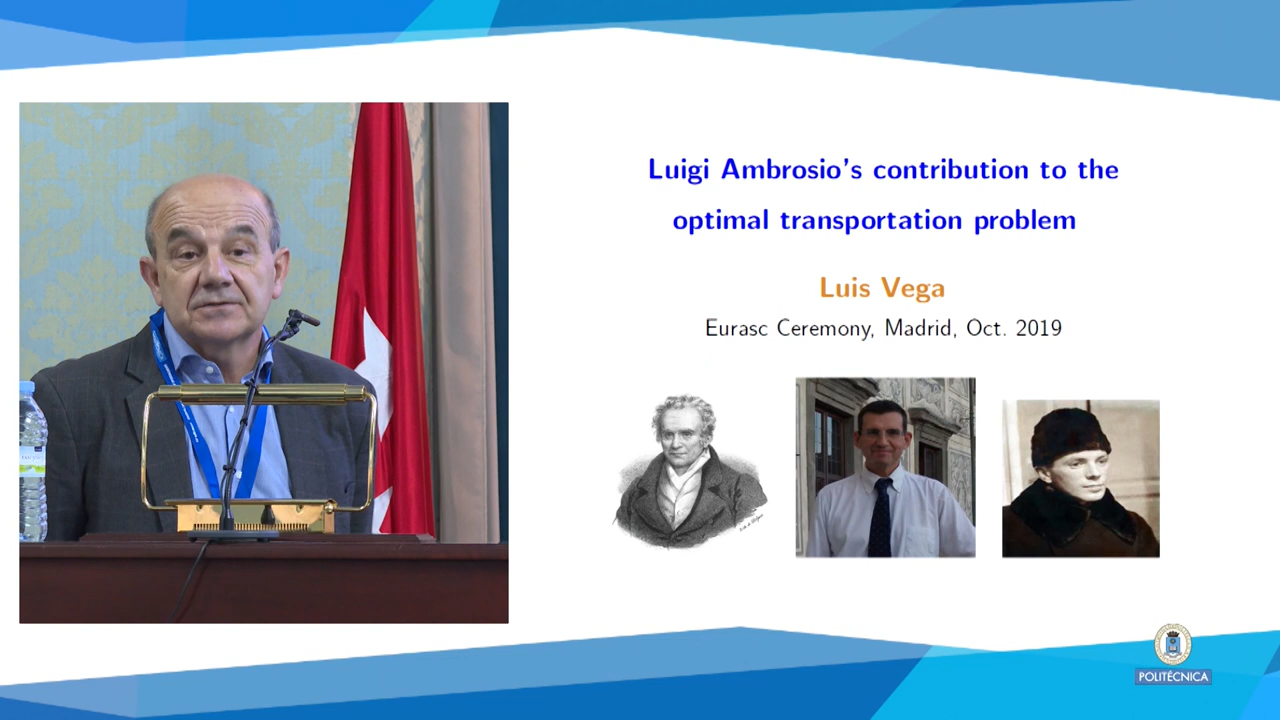 Luigi Ambrosio's contribution to the
optimal transportation problem
Luis Vega
Eurasc Ceremony, Madrid, Oct. 2019
POLITÉCNICA